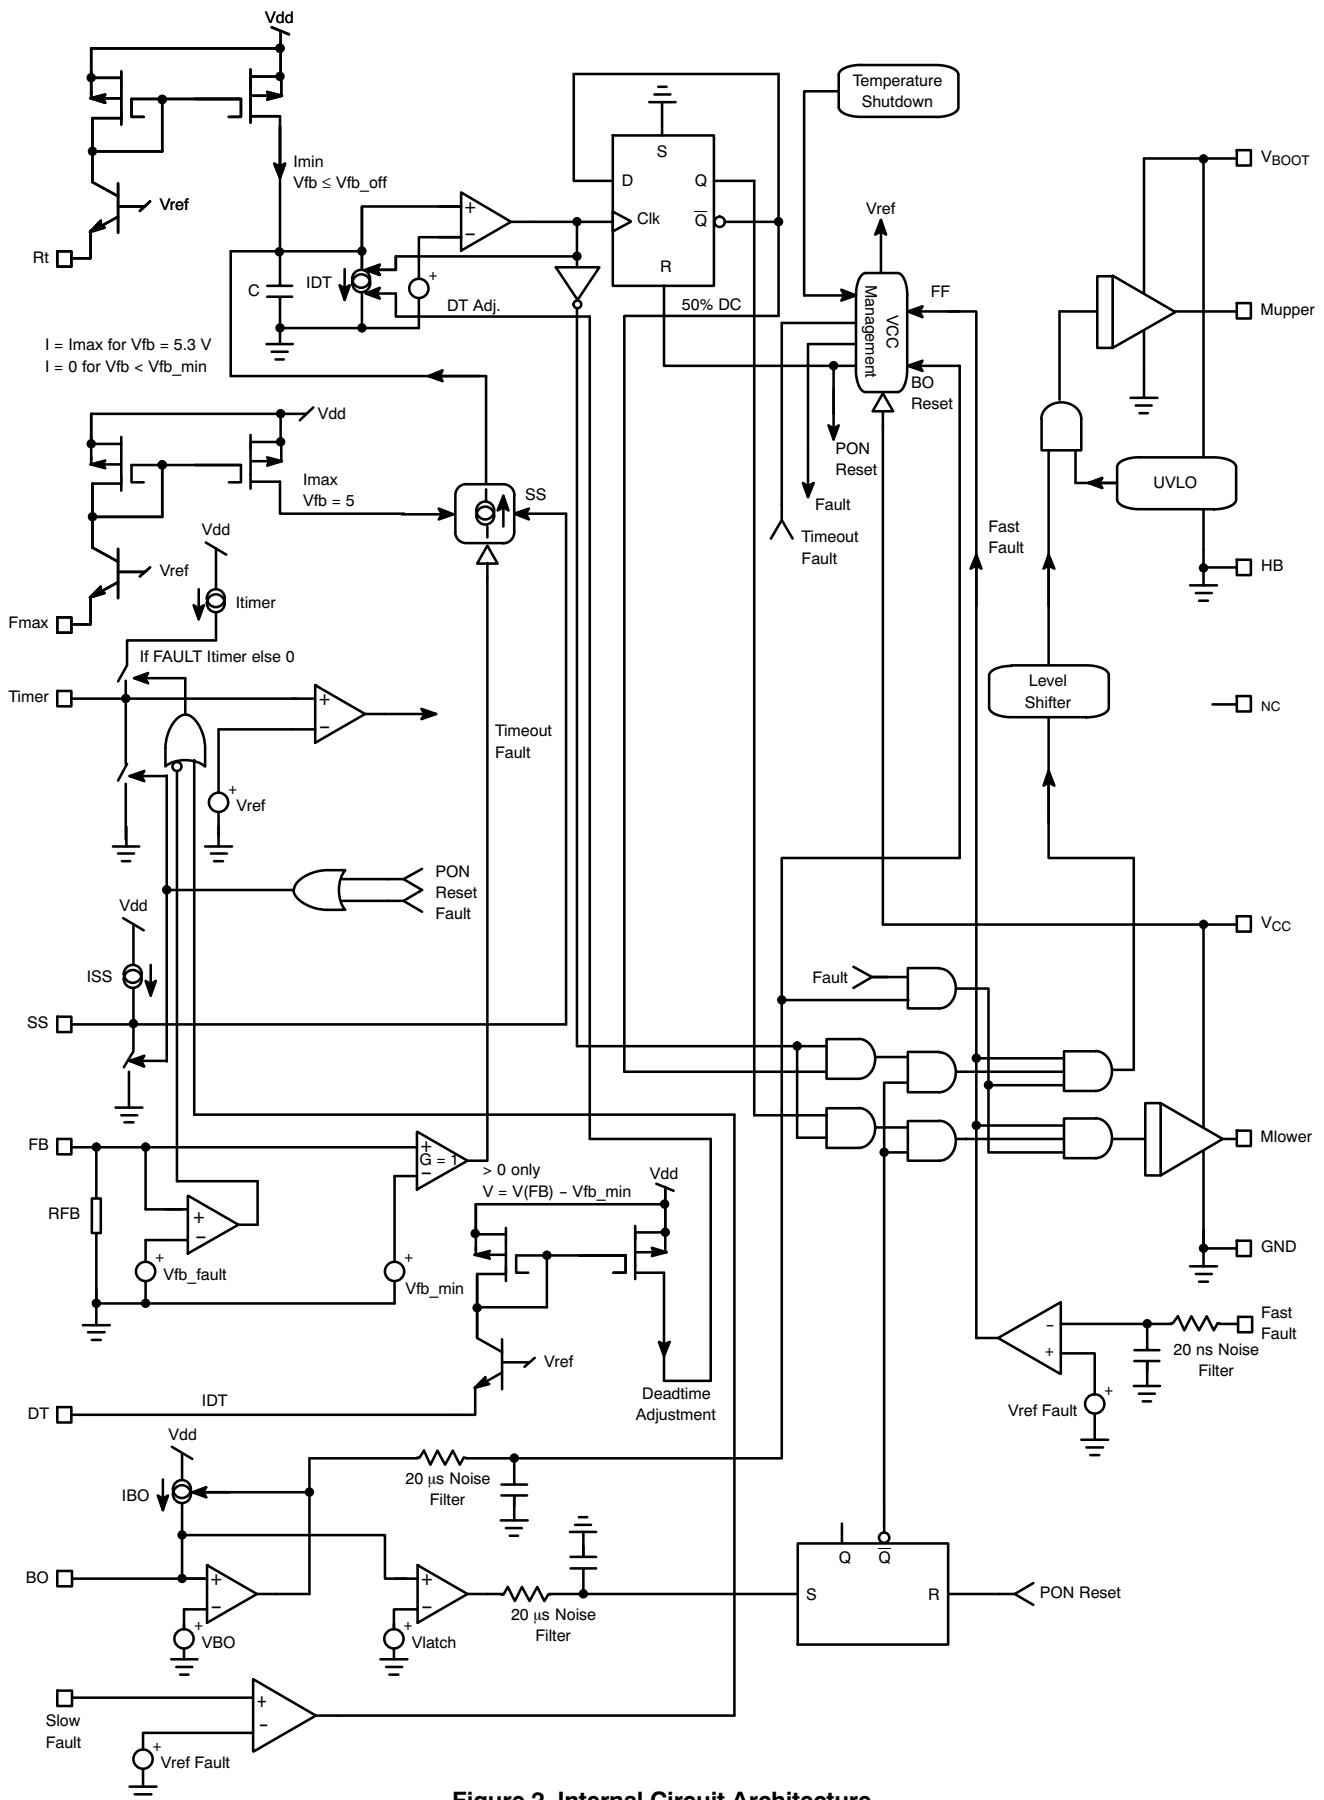 Vdd
Temperature
Shutdown
S
VBOOT
Imin
Vfb ≤ Vfb_off
D
Q
Vref
+
−
Clk
Q
Vref
Rt
R
IDT
+
C
DT Adj.
50% DC
FF
VCC
Management
Mupper
I = Imax for Vfb = 5.3 V
I = 0 for Vfb < Vfb_min
BO
Reset
Vdd
PON
Reset
Imax
Vfb = 5
SS
Fault
UVLO
Vdd
Timeout
Fault
Fast
Fault
Vref
HB
Itimer
Fmax
If FAULT Itimer else 0
Timer
+
−
Level
Shifter
NC
Timeout
Fault
+
Vref
PON
Reset
Fault
Vdd
VCC
ISS
Fault
SS
FB
+
G = 1
−
Mlower
> 0 only
V = V(FB) − Vfb_min
Vdd
RFB
+
−
+
Vfb_fault
+
Vfb_min
GND
Fast
Fault
−
+
20 ns Noise
Filter
Vref
Deadtime
Adjustment
+
Vref Fault
IDT
DT
Vdd
20 µs Noise
Filter
IBO
Q
Q
BO
+
−
+
−
S
R
PON Reset
20 µs Noise
Filter
+
VBO
+
Vlatch
+
−
Slow
Fault
+
Vref Fault
Figure 2. Internal Circuit Architecture